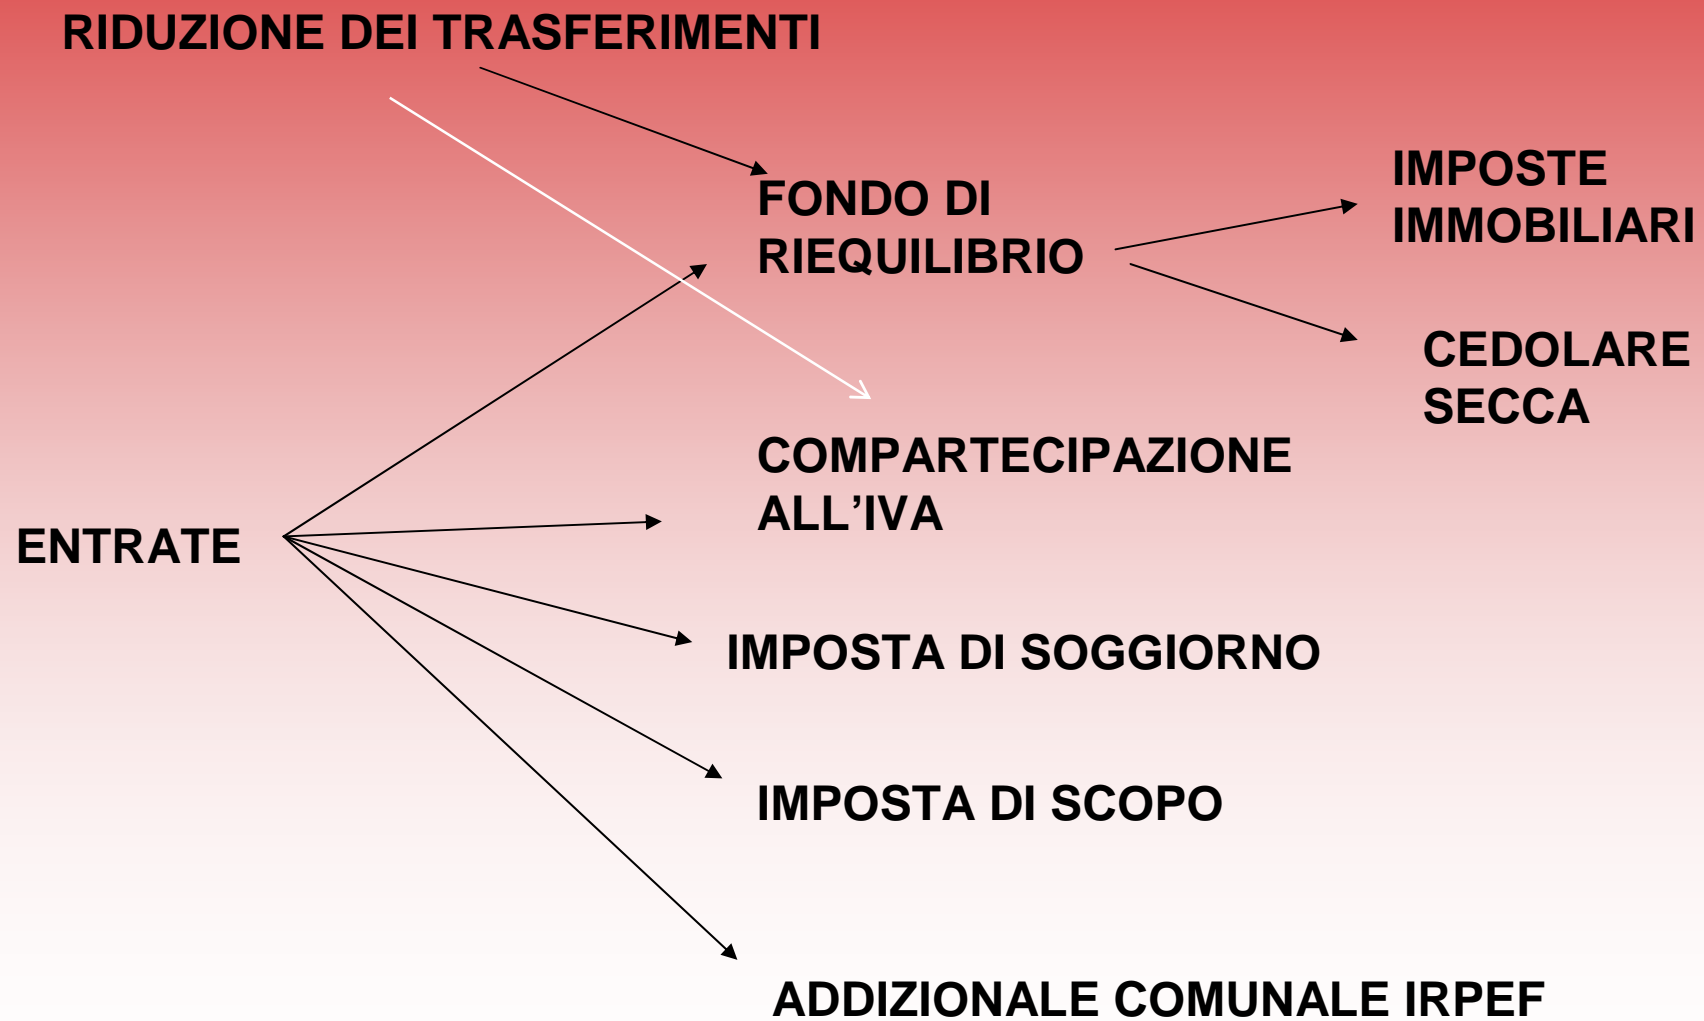 RIDUZIONE DEI TRASFERIMENTI
FONDO DI
RIEQUILIBRIO
IMPOSTE
IMMOBILIARI
CEDOLARE
SECCA
COMPARTECIPAZIONE
ALL’IVA
ENTRATE
IMPOSTA DI SOGGIORNO
IMPOSTA DI SCOPO
ADDIZIONALE COMUNALE IRPEF